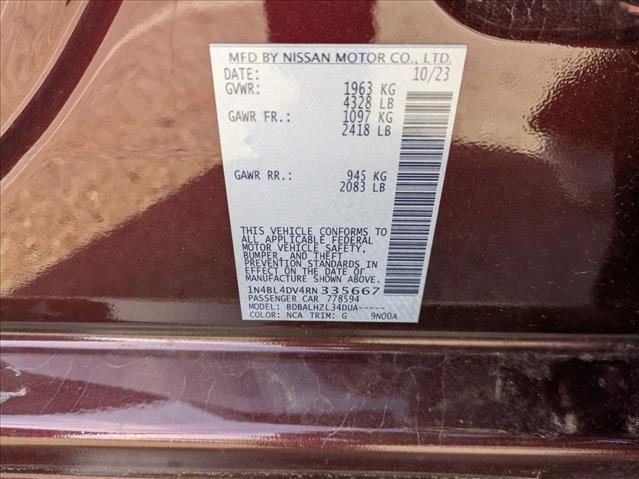 MFD BY NISSAN MOTOR CO., LTD.
DATE: 10/23
GVWR: 1963 KG
4328 LB
GAWR FR.: 1097 KG
2418 LB
GAWR RR.: 945 KG
2083 LB
THIS VEHICLE CONFORMS TO
ALL APPLICABLE FEDERAL
MOTOR VEHICLE SAFETY,
BUMPER, AND THEFT
PREVENTION STANDARDS IN
EFFECT ON THE DATE OF
MANUFACTURE SHOWN ABOVE.
1N4BL4DV4RN335667
PASSENGER CAR 778594
MODEL: BDBALHZL34DUA-----
COLOR: NCA TRIM: G 9N00A